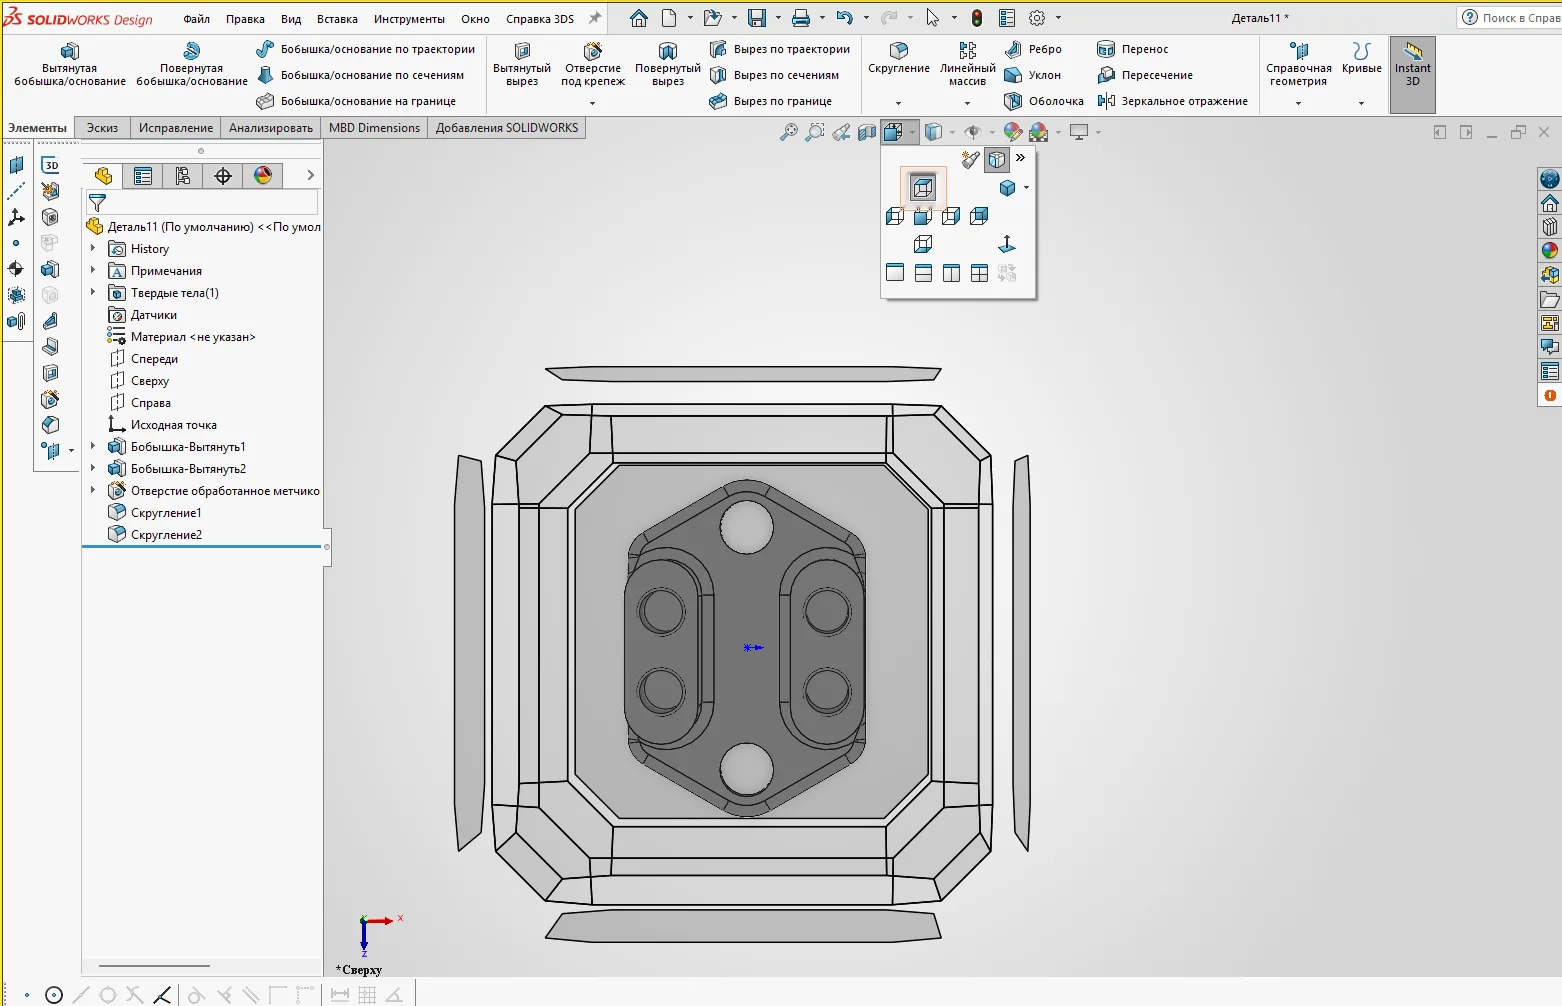 SOLIDWORKS Design
Файл Правка Вид Вставка Инструменты Окно Справка 3DS
Деталь11 *
Поиск в Спра
Вытянутая бобышка/основание
Повернутая бобышка/основание
Бобышка/основание по траектории
Бобышка/основание по сечениям
Бобышка/основание на границе
Вытянутый вырез
Отверстие под крепеж
Повернутый вырез
Вырез по траектории
Вырез по сечениям
Вырез по границе
Скругление
Линейный массив
Ребро
Уклон
Оболочка
Перенос
Пересечение
Зеркальное отражение
Справочная геометрия
Кривые
Instant 3D
Элементы Эскиз Исправление Анализировать MBD Dimensions Добавления SOLIDWORKS
3D
Деталь11 (По умолчанию) <<По умол
History
Примечания
Твердые тела(1)
Датчики
Материал <не указан>
Спереди
Сверху
Справа
Исходная точка
Бобышка-Вытянуть1
Бобышка-Вытянуть2
Отверстие обработанное метчико
Скругление1
Скругление2
Y
X
Z
*Сверху